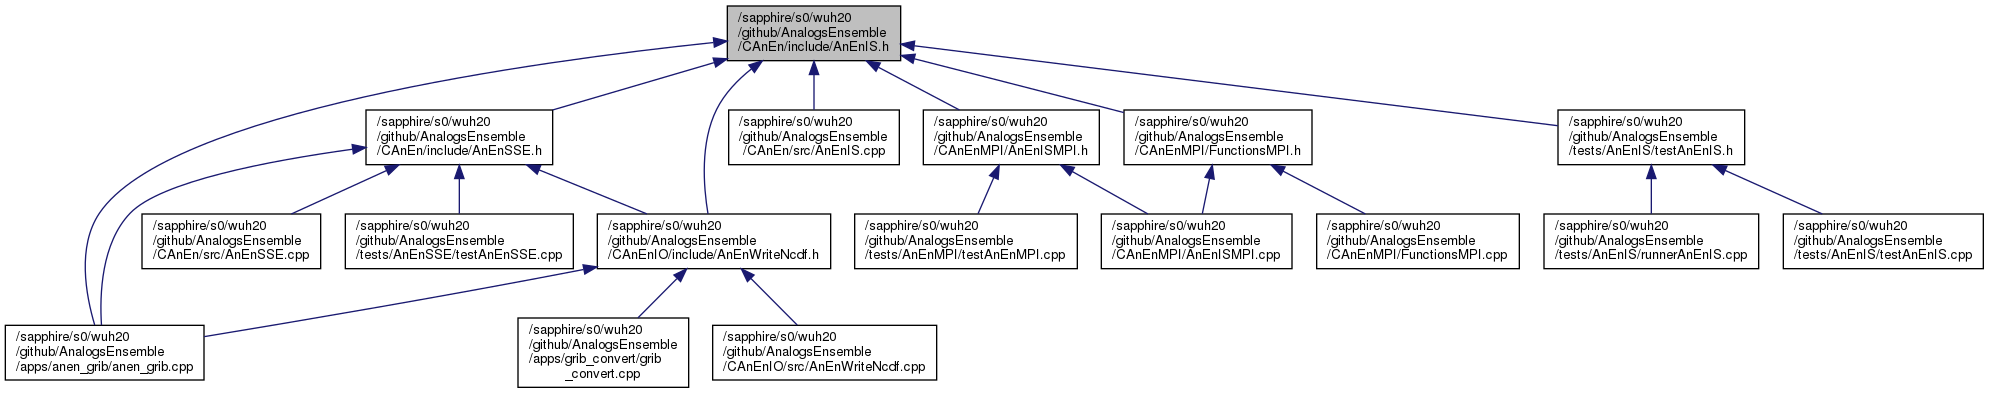 /sapphire/s0/wuh20
/github/AnalogsEnsemble
/CAnEn/include/AnEnIS.h
/sapphire/s0/wuh20
/github/AnalogsEnsemble
/CAnEn/include/AnEnSSE.h
/sapphire/s0/wuh20
/github/AnalogsEnsemble
/CAnEn/src/AnEnIS.cpp
/sapphire/s0/wuh20
/github/AnalogsEnsemble
/CAnEnMPI/AnEnISMPI.h
/sapphire/s0/wuh20
/github/AnalogsEnsemble
/CAnEnMPI/FunctionsMPI.h
/sapphire/s0/wuh20
/github/AnalogsEnsemble
/tests/AnEnIS/testAnEnIS.h
/sapphire/s0/wuh20
/github/AnalogsEnsemble
/CAnEn/src/AnEnSSE.cpp
/sapphire/s0/wuh20
/github/AnalogsEnsemble
/tests/AnEnSSE/testAnEnSSE.cpp
/sapphire/s0/wuh20
/github/AnalogsEnsemble
/CAnEnIO/include/AnEnWriteNcdf.h
/sapphire/s0/wuh20
/github/AnalogsEnsemble
/tests/AnEnMPI/testAnEnMPI.cpp
/sapphire/s0/wuh20
/github/AnalogsEnsemble
/CAnEnMPI/AnEnISMPI.cpp
/sapphire/s0/wuh20
/github/AnalogsEnsemble
/CAnEnMPI/FunctionsMPI.cpp
/sapphire/s0/wuh20
/github/AnalogsEnsemble
/tests/AnEnIS/runnerAnEnIS.cpp
/sapphire/s0/wuh20
/github/AnalogsEnsemble
/tests/AnEnIS/testAnEnIS.cpp
/sapphire/s0/wuh20
/github/AnalogsEnsemble
/apps/anen_grib/anen_grib.cpp
/sapphire/s0/wuh20
/github/AnalogsEnsemble
/apps/grib_convert/grib
_convert.cpp
/sapphire/s0/wuh20
/github/AnalogsEnsemble
/CAnEnIO/src/AnEnWriteNcdf.cpp